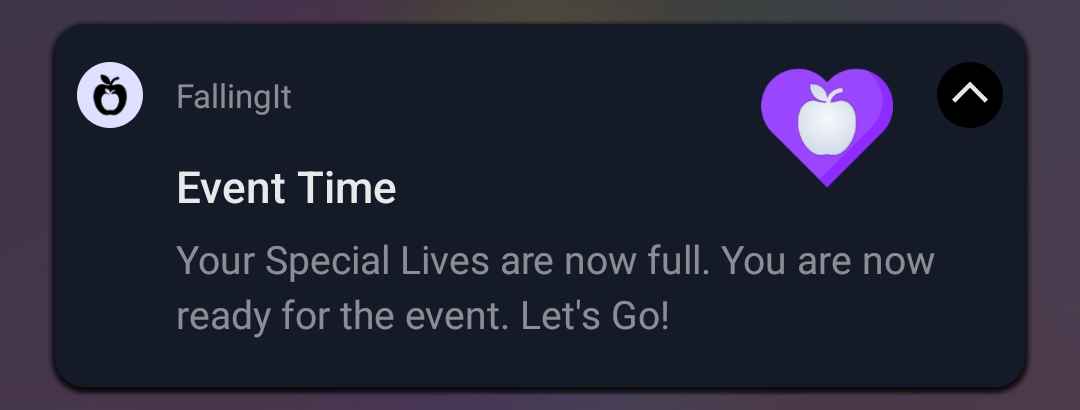 FallingIt
Event Time
Your Special Lives are now full. You are now
ready for the event. Let's Go!